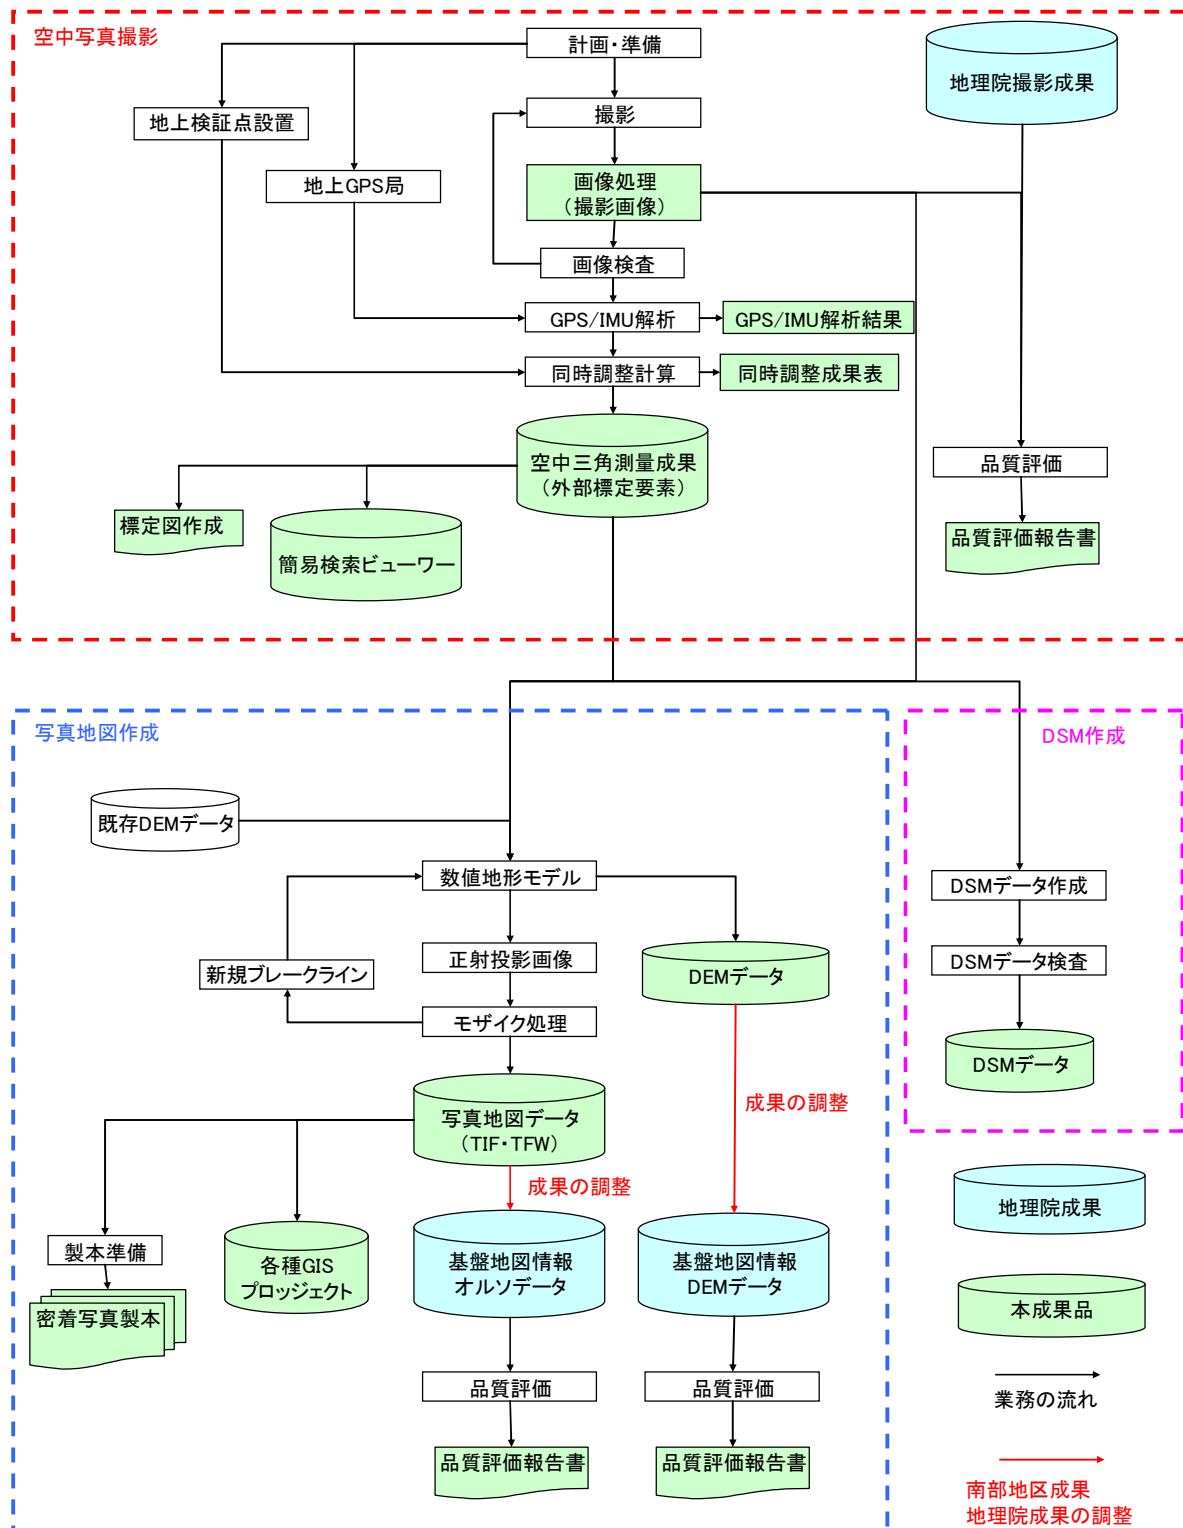 空中写真撮影
計画・準備
地理院撮影成果
撮影
地上検証点設置
画像処理
（撮影画像）
地上GPS局
画像検査
GPS/IMU解析
GPS/IMU解析結果
同時調整計算
同時調整成果表
空中三角測量成果
（外部標定要素）
品質評価
標定図作成
簡易検索ビューワー
品質評価報告書
写真地図作成
DSM作成
既存DEMデータ
数値地形モデル
DSMデータ作成
正射投影画像
新規ブレークライン
DEMデータ
DSMデータ検査
モザイク処理
DSMデータ
写真地図データ
（TIF・TFW）
成果の調整
成果の調整
地理院成果
製本準備
各種GIS
プロッジェクト
基盤地図情報
オルソデータ
基盤地図情報
DEMデータ
本成果品
密着写真製本
品質評価
品質評価
業務の流れ
品質評価報告書
品質評価報告書
南部地区成果
地理院成果の調整